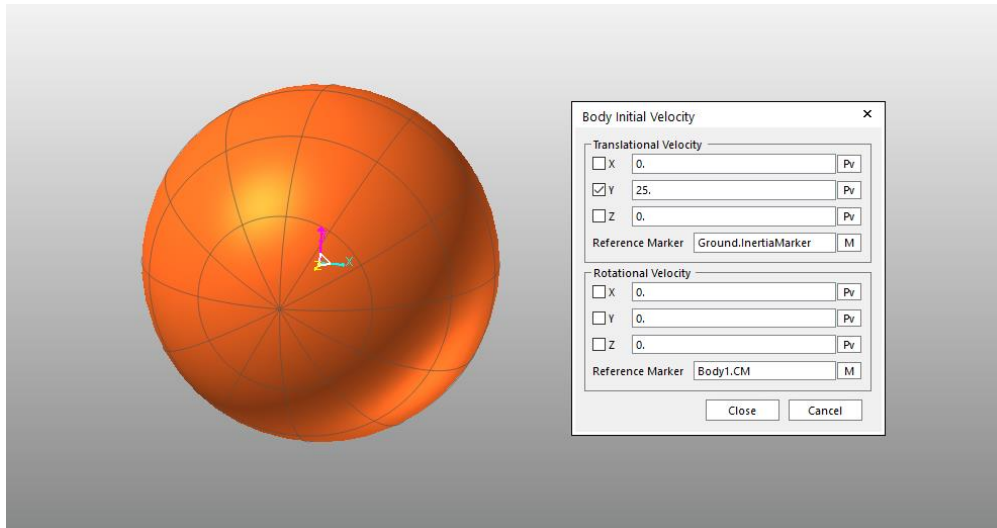 Body Initial Velocity
Translational Velocity
X 0. Pv
Y 25. Pv
Z 0. Pv
Reference Marker Ground.InertiaMarker M
Rotational Velocity
X 0. Pv
Y 0. Pv
Z 0. Pv
Reference Marker Body1.CM M
Close Cancel
X